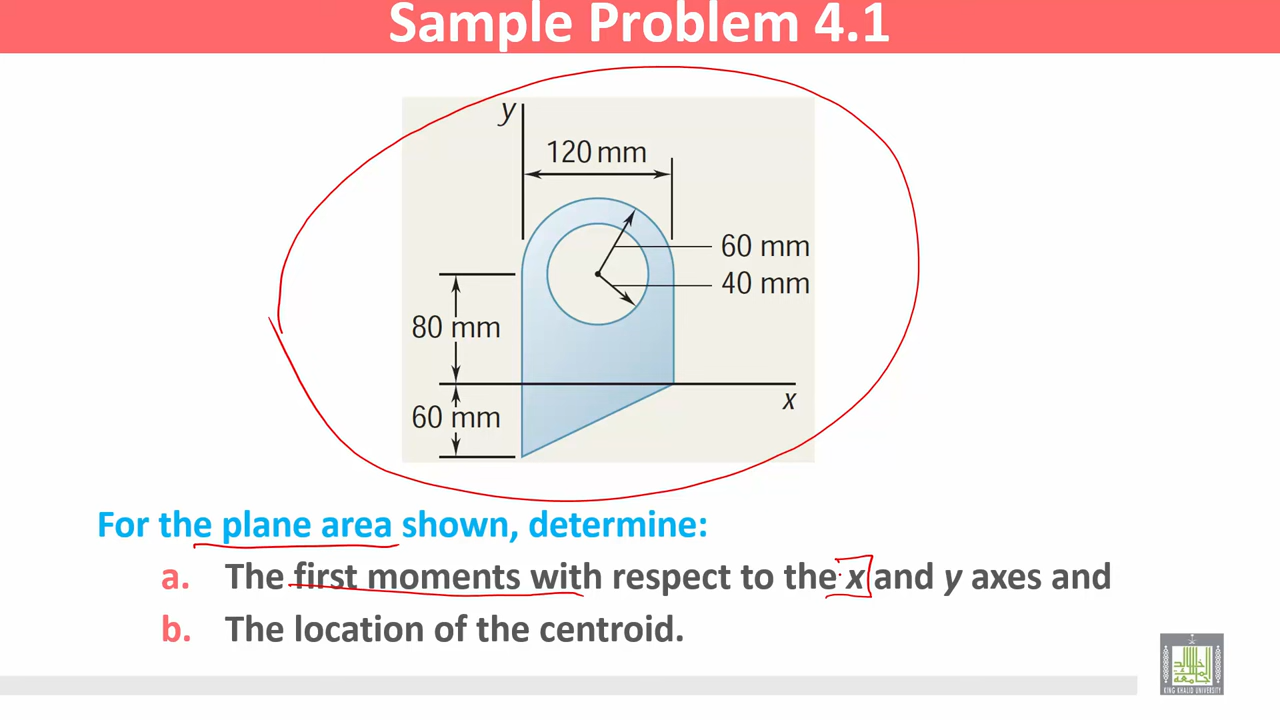 Sample Problem 4.1
y
120 mm
60 mm
40 mm
80 mm
x
60 mm
For the plane area shown, determine:
a. The first moments with respect to the x and y axes and
b. The location of the centroid.
KING KHALID UNIVERSITY